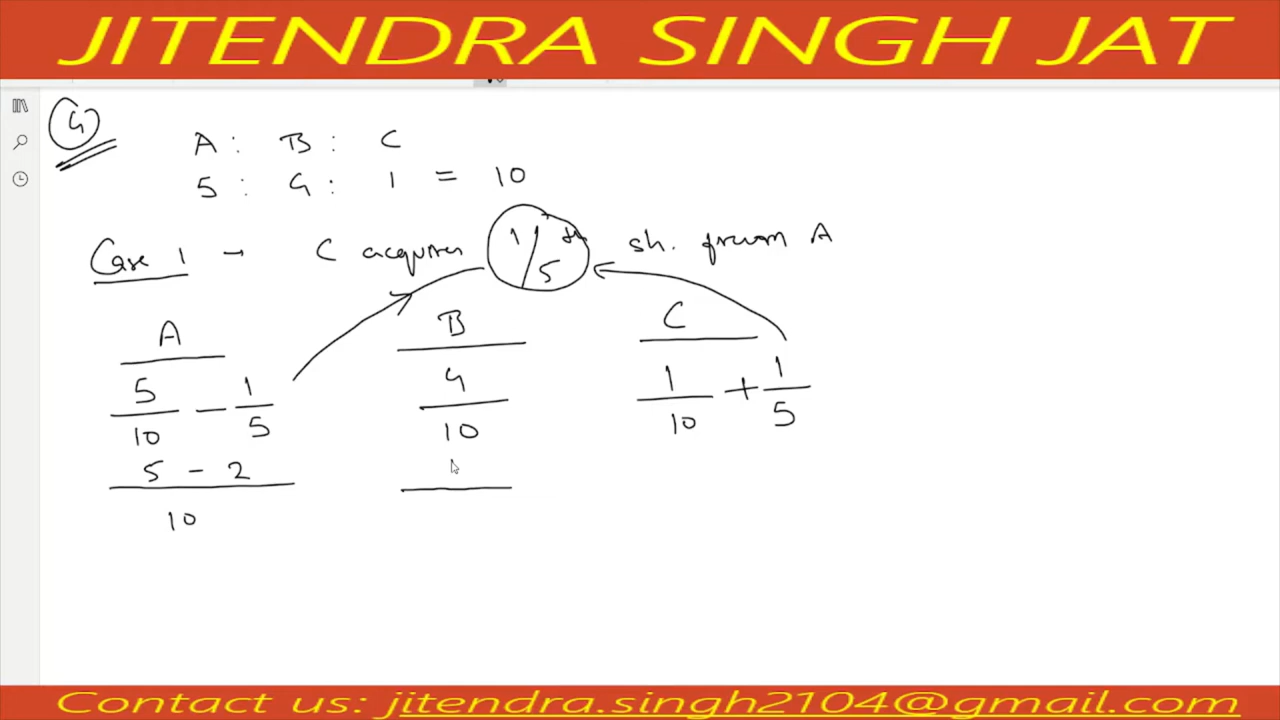 JITENDRA SINGH JAT
4
A : B : C
5 : 4 : 1 = 10
Case 1 → C acquires 1/5 th sh. from A
A B C
5/10 - 1/5 4/10 1/10 + 1/5
5 - 2
10
Contact us: jitendra.singh2104@gmail.com